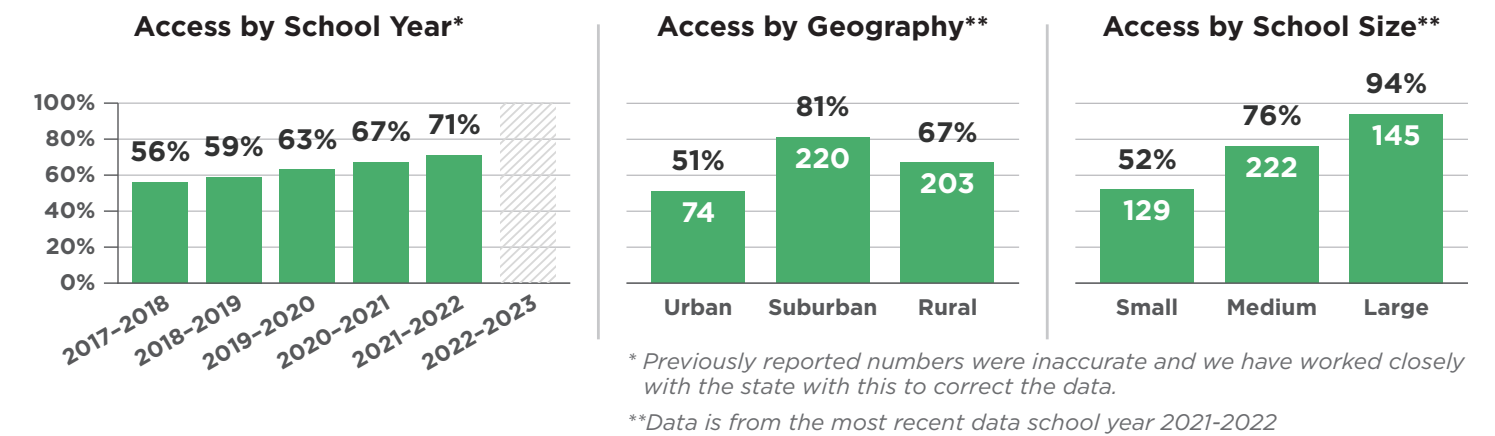 Access by School Year*
100%
80%
60%
40%
20%
0%
56%
59%
63%
67%
71%
2017–2018
2018–2019
2019–2020
2020–2021
2021–2022
2022–2023
Access by Geography**
51%
81%
67%
74
220
203
Urban
Suburban
Rural
Access by School Size**
52%
76%
94%
129
222
145
Small
Medium
Large
* Previously reported numbers were inaccurate and we have worked closely
with the state with this to correct the data.
**Data is from the most recent data school year 2021-2022